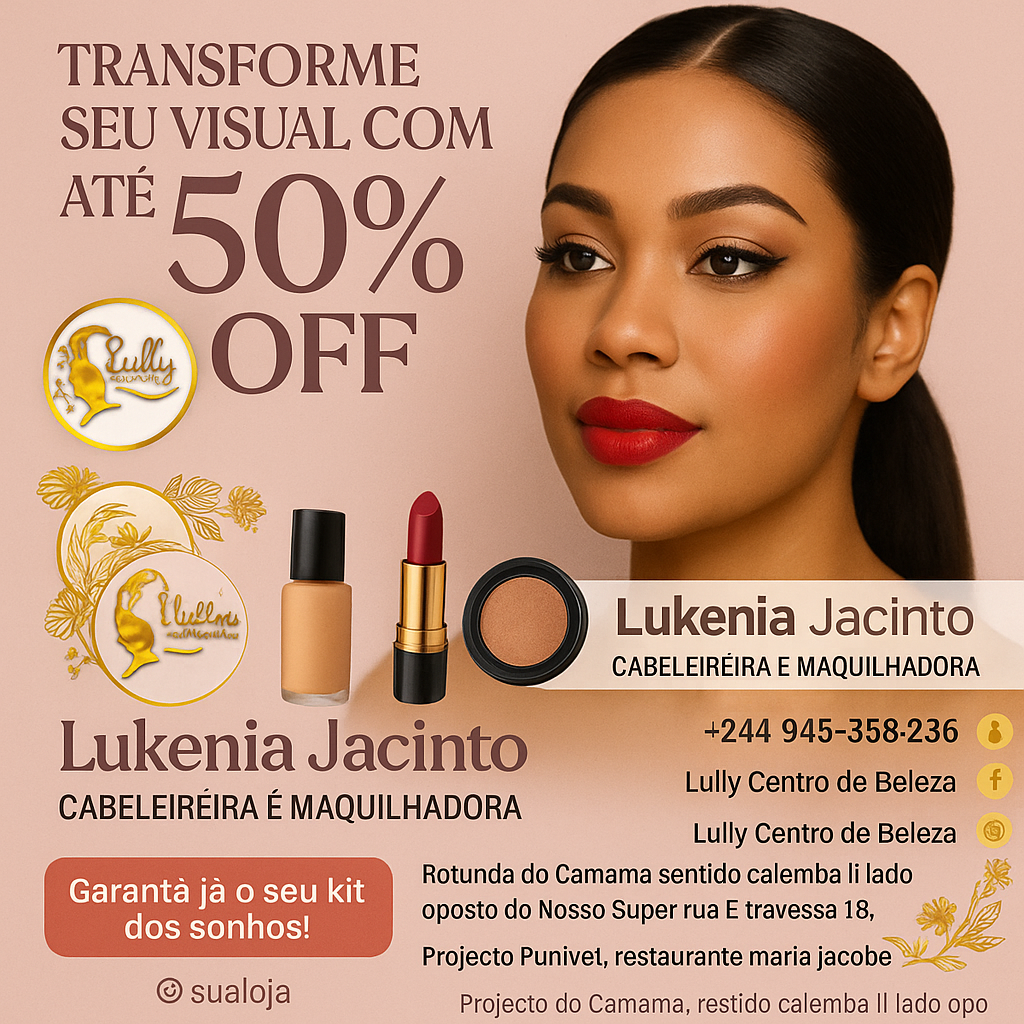 TRANSFORME
SEU VISUAL COM
ATÉ 50%
OFF
Lully
Lukenia Jacinto
CABELEIRÉIRA E MAQUILHADORA
+244 945-358·236
Lully Centro de Beleza
Lully Centro de Beleza
Lukenia Jacinto
CABELEIRÉIRA É MAQUILHADORA
Garantà jà o seu kit
dos sonhos!
sualoja
Rotunda do Camama sentido calemba li lado
oposto do Nosso Super rua E travessa 18,
Projecto Punivet, restaurante maria jacobe
Projecto do Camama, restido calemba ll lado opo